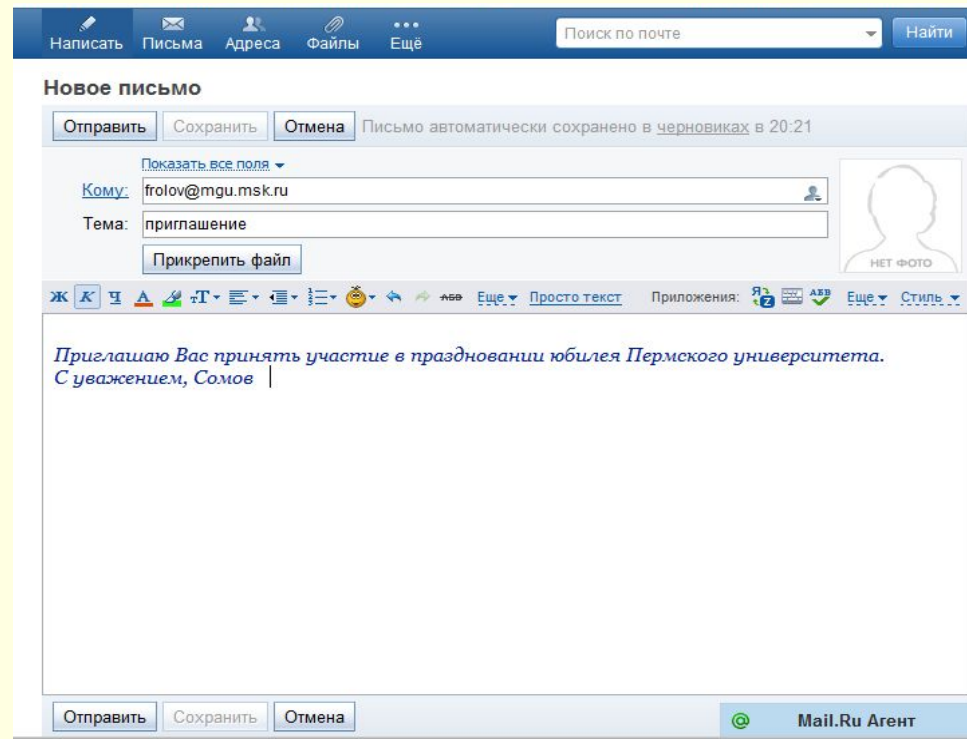 Написать Письма Адреса Файлы Ещё Поиск по почте Найти
Новое письмо
Отправить Сохранить Отмена Письмо автоматически сохранено в черновиках в 20:21
Показать все поля
Кому: frolov@mgu.msk.ru
Тема: приглашение
Прикрепить файл
НЕТ ФОТО
Ж К Ч А Т АБВ Еще Просто текст Приложения: Я Z АБВ Еще Стиль
Приглашаю Вас принять участие в праздновании юбилея Пермского университета.
С уважением, Сомов
Отправить Сохранить Отмена @ Mail.Ru Агент